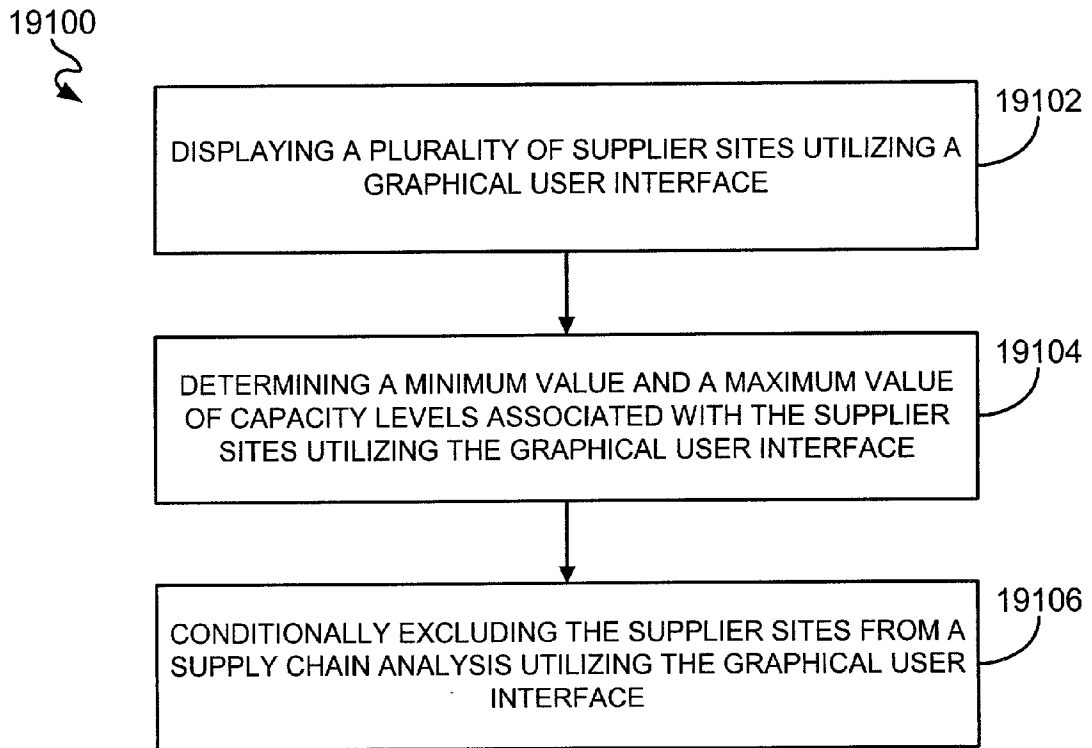 19100
19102
DISPLAYING A PLURALITY OF SUPPLIER SITES UTILIZING A
GRAPHICAL USER INTERFACE
19104
DETERMINING A MINIMUM VALUE AND A MAXIMUM VALUE
OF CAPACITY LEVELS ASSOCIATED WITH THE SUPPLIER
SITES UTILIZING THE GRAPHICAL USER INTERFACE
19106
CONDITIONALLY EXCLUDING THE SUPPLIER SITES FROM A
SUPPLY CHAIN ANALYSIS UTILIZING THE GRAPHICAL USER
INTERFACE